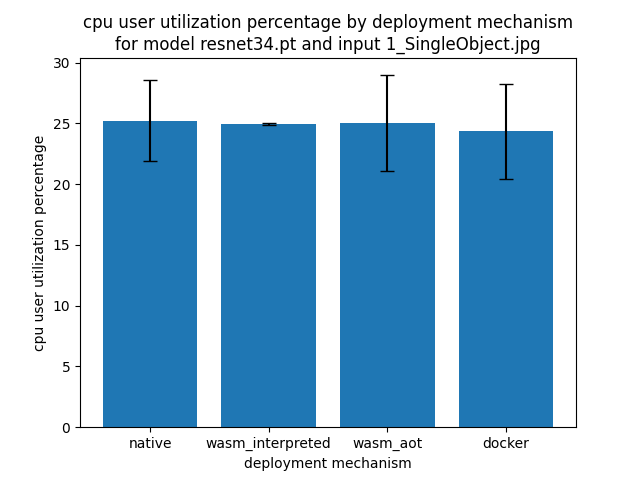 cpu user utilization percentage by deployment mechanism
for model resnet34.pt and input 1_SingleObject.jpg
cpu user utilization percentage
30
25
20
15
10
5
0
native
wasm_interpreted
wasm_aot
docker
deployment mechanism